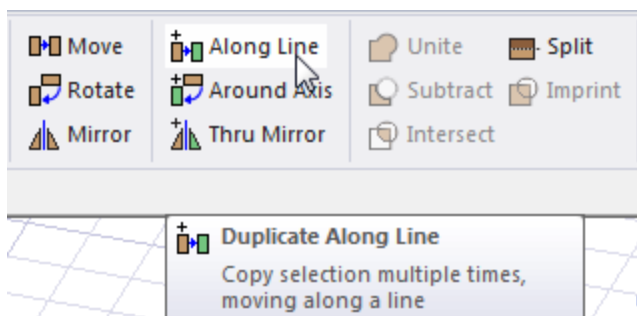 Move
Along Line
Unite
Split
Rotate
Around Axis
Subtract
Imprint
Mirror
Thru Mirror
Intersect
Duplicate Along Line
Copy selection multiple times,
moving along a line